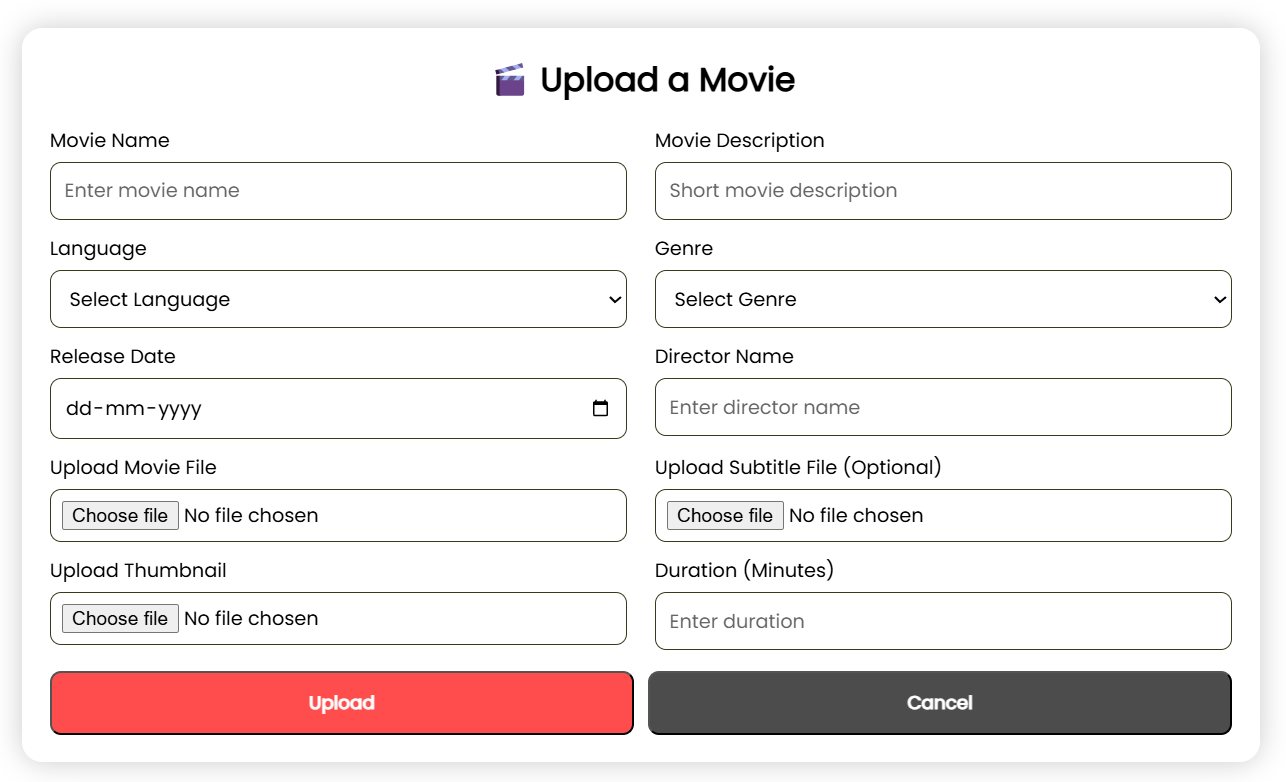 Upload a Movie
Movie Name
Movie Description
Enter movie name
Short movie description
Language
Genre
Select Language
Select Genre
Release Date
Director Name
dd-mm-yyyy
Enter director name
Upload Movie File
Upload Subtitle File (Optional)
Choose file No file chosen
Choose file No file chosen
Upload Thumbnail
Duration (Minutes)
Choose file No file chosen
Enter duration
Upload
Cancel